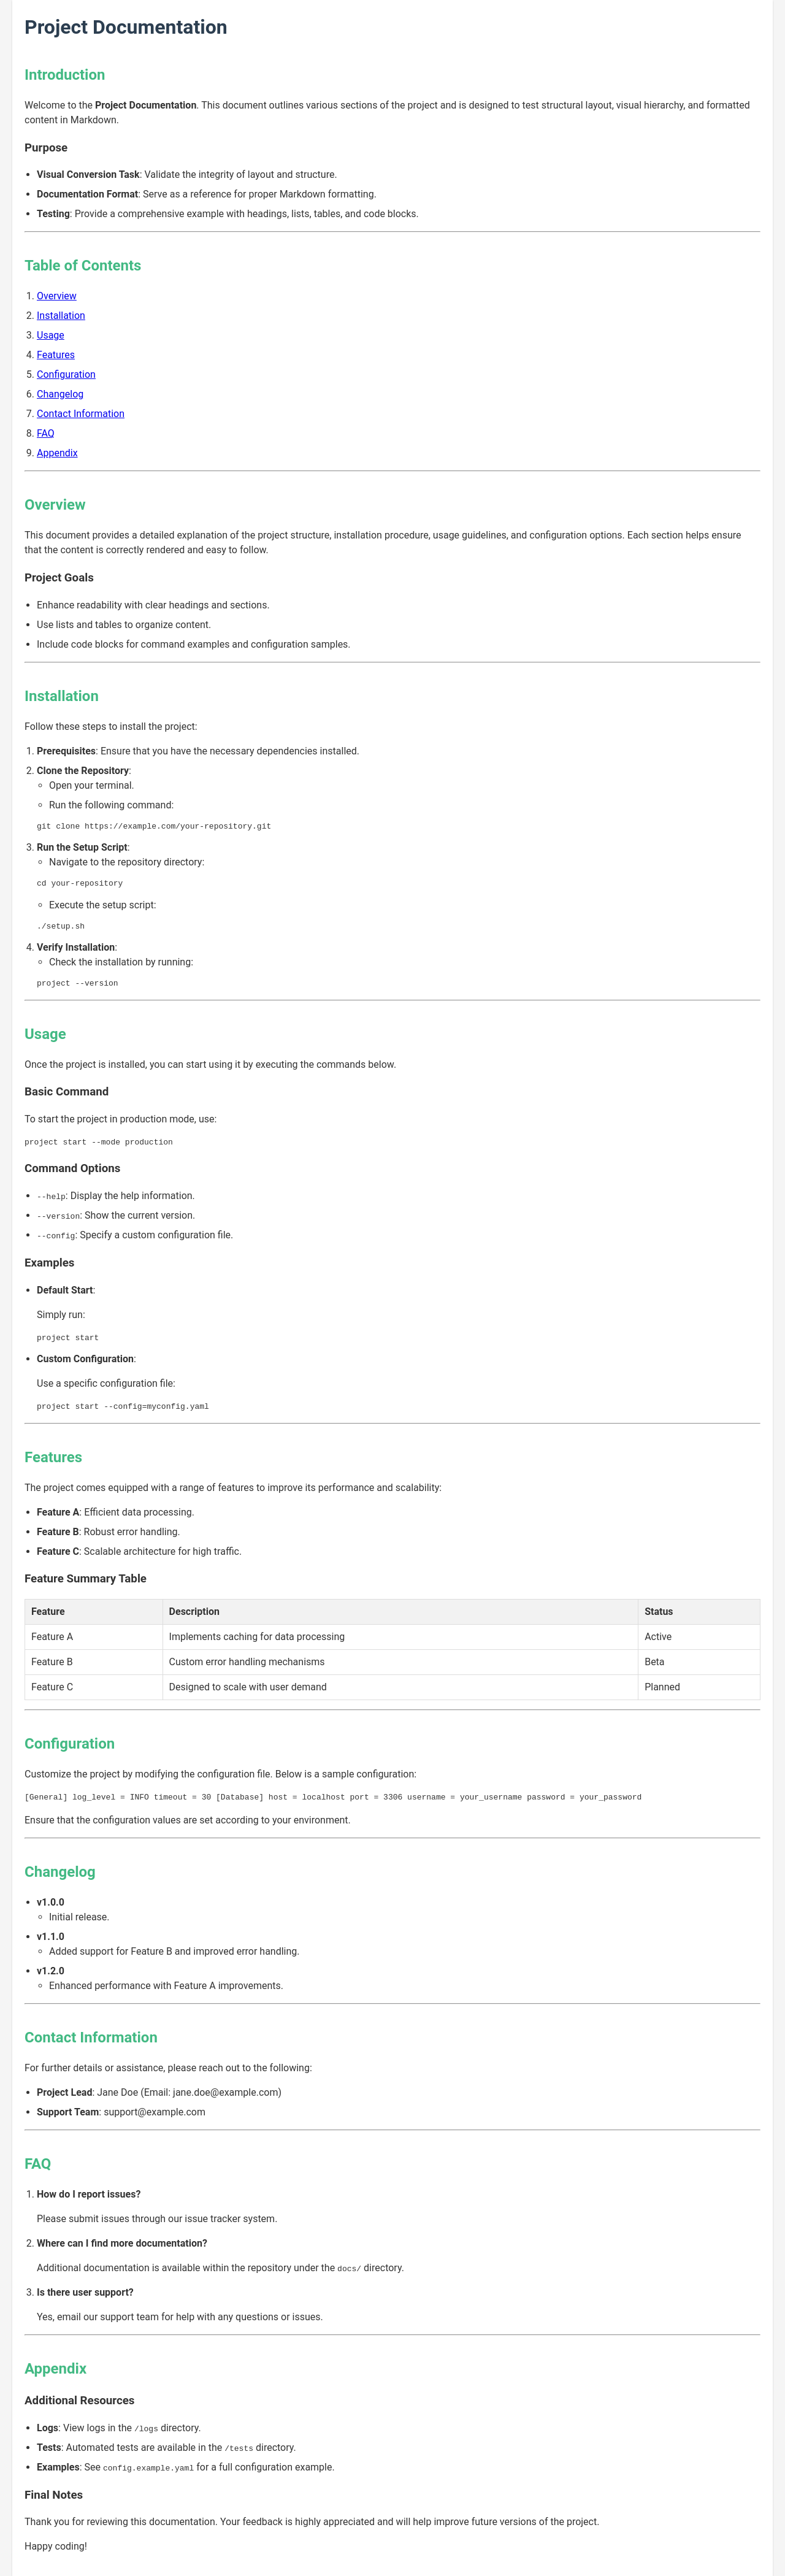 Project Documentation
Introduction
Welcome to the Project Documentation. This document outlines various sections of the project and is designed to test structural layout, visual hierarchy, and formatted
content in Markdown.
Purpose
• Visual Conversion Task: Validate the integrity of layout and structure.
• Documentation Format: Serve as a reference for proper Markdown formatting.
• Testing: Provide a comprehensive example with headings, lists, tables, and code blocks.
Table of Contents
1. Overview
2. Installation
3. Usage
4. Features
5. Configuration
6. Changelog
7. Contact Information
8. FAQ
9. Appendix
Overview
This document provides a detailed explanation of the project structure, installation procedure, usage guidelines, and configuration options. Each section helps ensure
that the content is correctly rendered and easy to follow.
Project Goals
• Enhance readability with clear headings and sections.
• Use lists and tables to organize content.
• Include code blocks for command examples and configuration samples.
Installation
Follow these steps to install the project:
1. Prerequisites: Ensure that you have the necessary dependencies installed.
2. Clone the Repository:
◦ Open your terminal.
◦ Run the following command:
git clone https://example.com/your-repository.git
3. Run the Setup Script:
◦ Navigate to the repository directory:
cd your-repository
◦ Execute the setup script:
./setup.sh
4. Verify Installation:
◦ Check the installation by running:
project --version
Usage
Once the project is installed, you can start using it by executing the commands below.
Basic Command
To start the project in production mode, use:
project start --mode production
Command Options
• --help: Display the help information.
• --version: Show the current version.
• --config: Specify a custom configuration file.
Examples
• Default Start:
Simply run:
project start
• Custom Configuration:
Use a specific configuration file:
project start --config=myconfig.yaml
Features
The project comes equipped with a range of features to improve its performance and scalability:
• Feature A: Efficient data processing.
• Feature B: Robust error handling.
• Feature C: Scalable architecture for high traffic.
Feature Summary Table
Feature Description Status
Feature A Implements caching for data processing Active
Feature B Custom error handling mechanisms Beta
Feature C Designed to scale with user demand Planned
Configuration
Customize the project by modifying the configuration file. Below is a sample configuration:
[General] log_level = INFO timeout = 30 [Database] host = localhost port = 3306 username = your_username password = your_password
Ensure that the configuration values are set according to your environment.
Changelog
• v1.0.0
◦ Initial release.
• v1.1.0
◦ Added support for Feature B and improved error handling.
• v1.2.0
◦ Enhanced performance with Feature A improvements.
Contact Information
For further details or assistance, please reach out to the following:
• Project Lead: Jane Doe (Email: jane.doe@example.com)
• Support Team: support@example.com
FAQ
1. How do I report issues?
Please submit issues through our issue tracker system.
2. Where can I find more documentation?
Additional documentation is available within the repository under the docs/ directory.
3. Is there user support?
Yes, email our support team for help with any questions or issues.
Appendix
Additional Resources
• Logs: View logs in the /logs directory.
• Tests: Automated tests are available in the /tests directory.
• Examples: See config.example.yaml for a full configuration example.
Final Notes
Thank you for reviewing this documentation. Your feedback is highly appreciated and will help improve future versions of the project.
Happy coding!